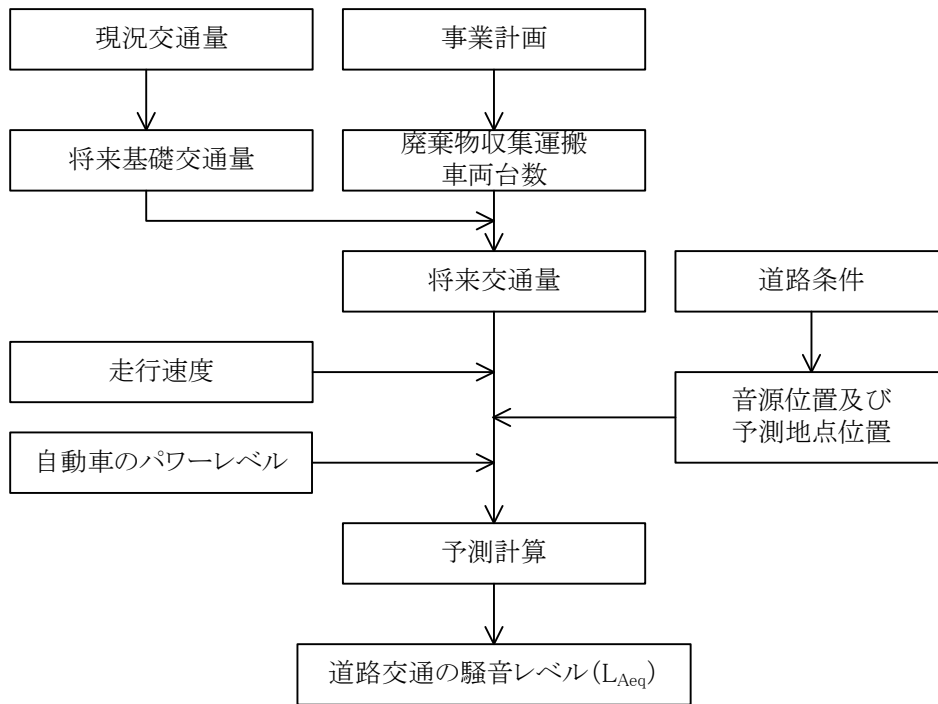 現況交通量
事業計画
将来基礎交通量
廃棄物収集運搬
車両台数
将来交通量
道路条件
走行速度
音源位置及び
予測地点位置
自動車のパワーレベル
予測計算
道路交通の騒音レベル(LAeq)